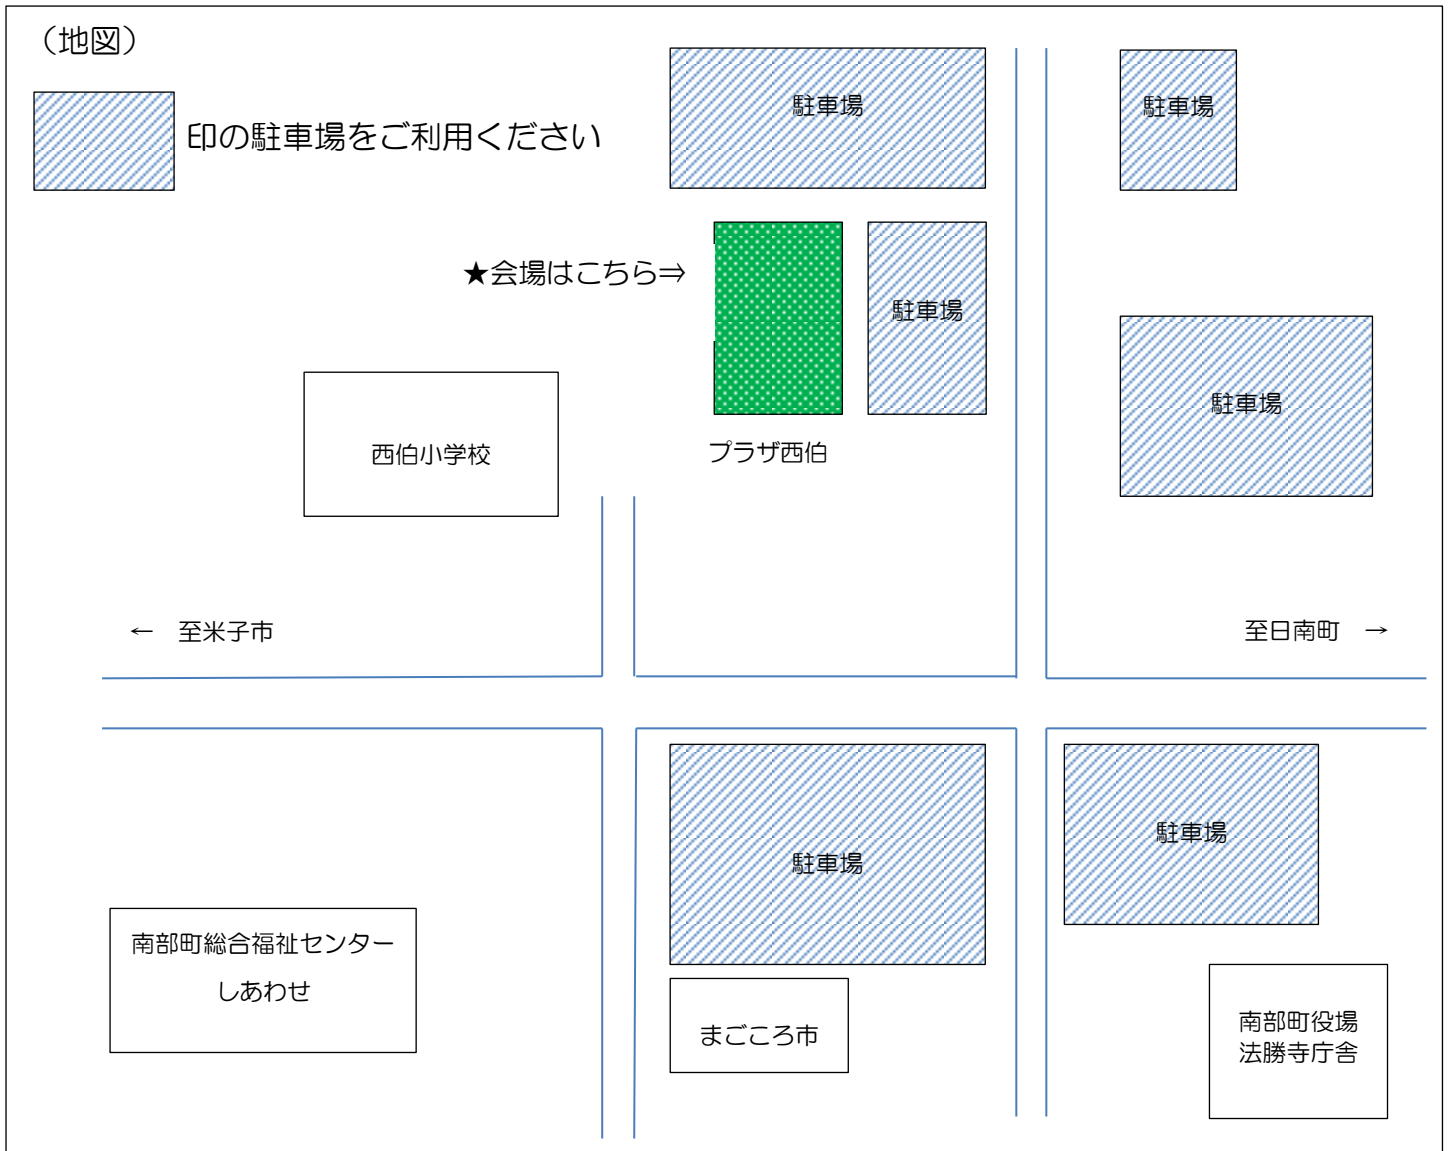 （地図）
印の駐車場をご利用ください
駐車場
駐車場
★会場はこちら⇒
駐車場
駐車場
西伯小学校
プラザ西伯
←　至米子市
至日南町　→
駐車場
駐車場
南部町総合福祉センター
しあわせ
まごころ市
南部町役場
法勝寺庁舎